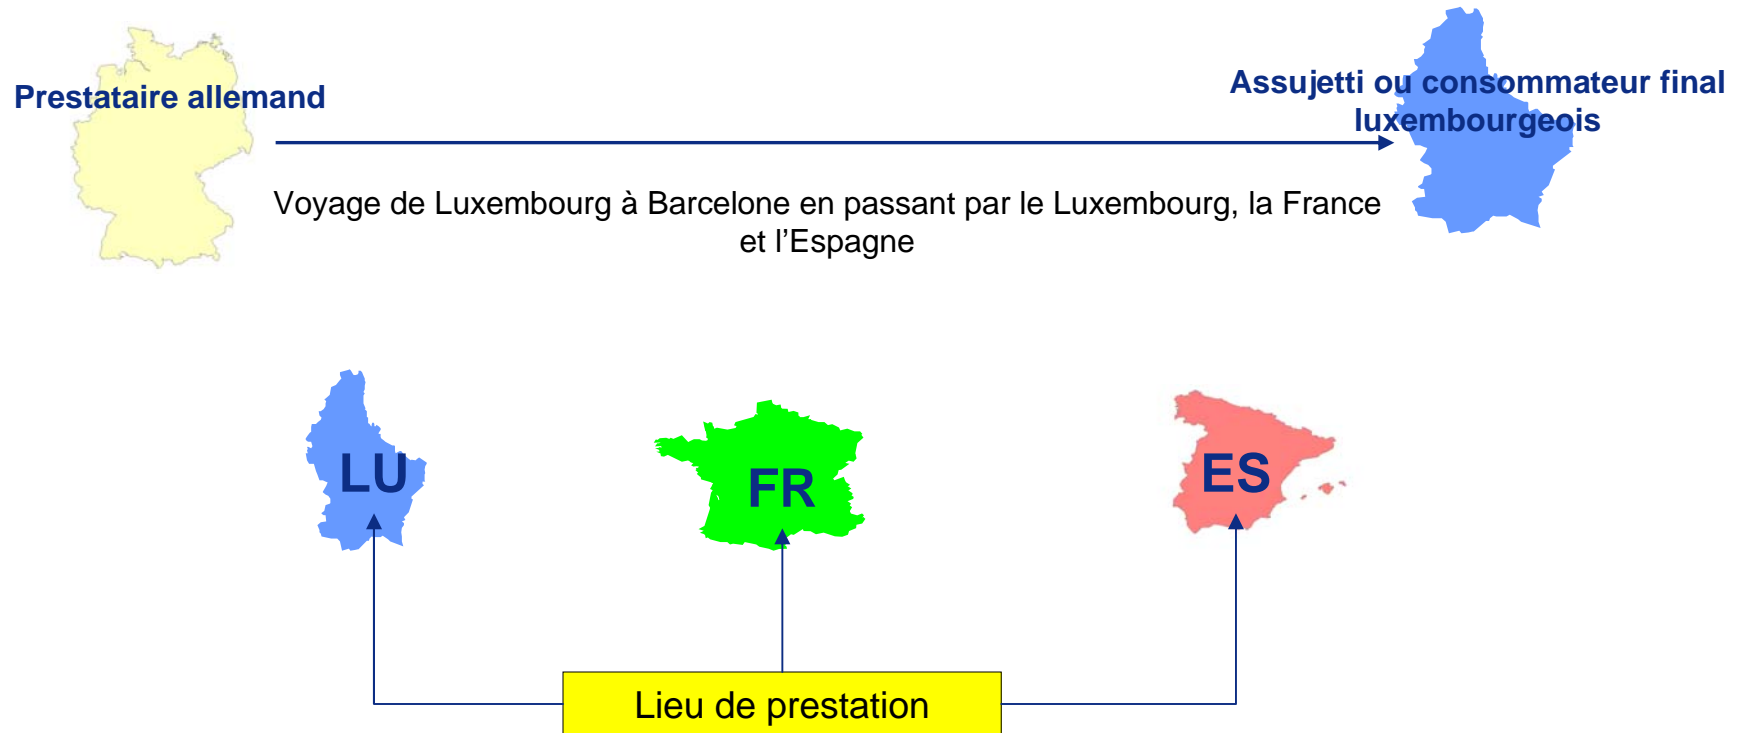 Prestataire allemand
Assujetti ou consommateur final
luxembourgeois
Voyage de Luxembourg à Barcelone en passant par le Luxembourg, la France
et l’Espagne
LU
FR
ES
Lieu de prestation